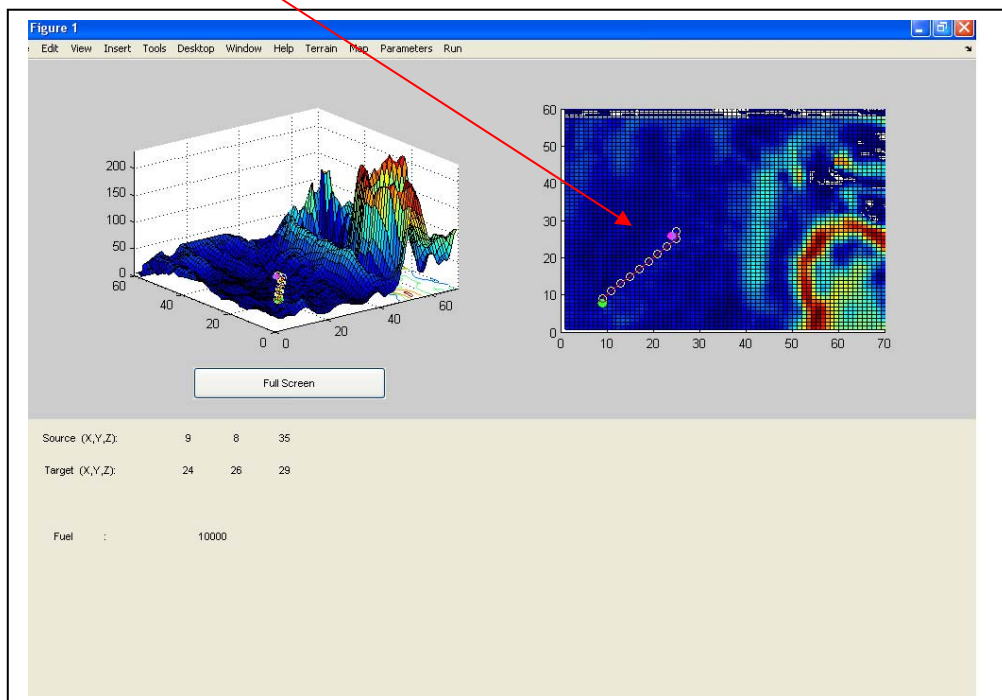 Figure 1
Edit View Insert Tools Desktop Window Help Terrain Map Parameters Run
200
150
100
50
0
60
40
20
0
0
20
40
60
60
50
40
30
20
10
0
0 10 20 30 40 50 60 70
Full Screen
Source (X,Y,Z): 9 8 35
Target (X,Y,Z): 24 26 29
Fuel : 10000